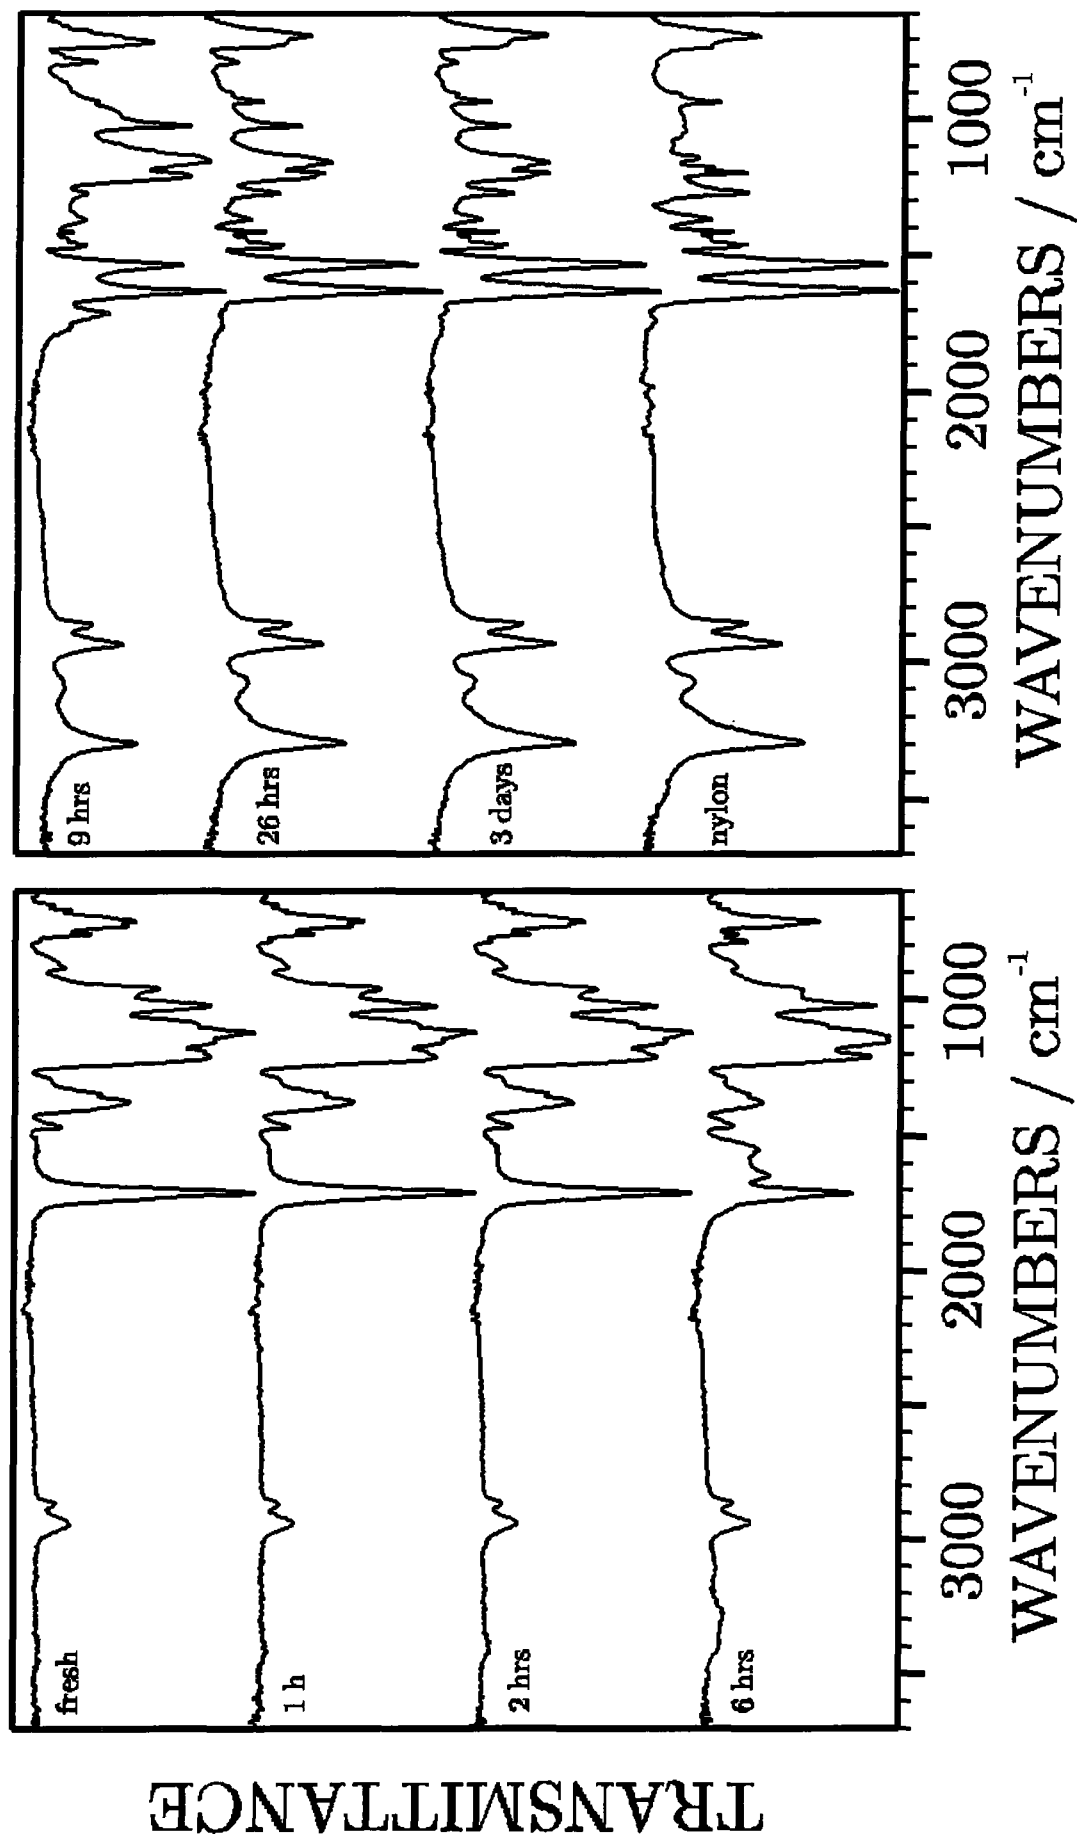 TRANSMITTANCE
fresh
1 h
2 hrs
6 hrs
3000 2000 1000
WAVENUMBERS / cm⁻¹
9 hrs
26 hrs
3 days
nylon
3000 2000 1000
WAVENUMBERS / cm⁻¹